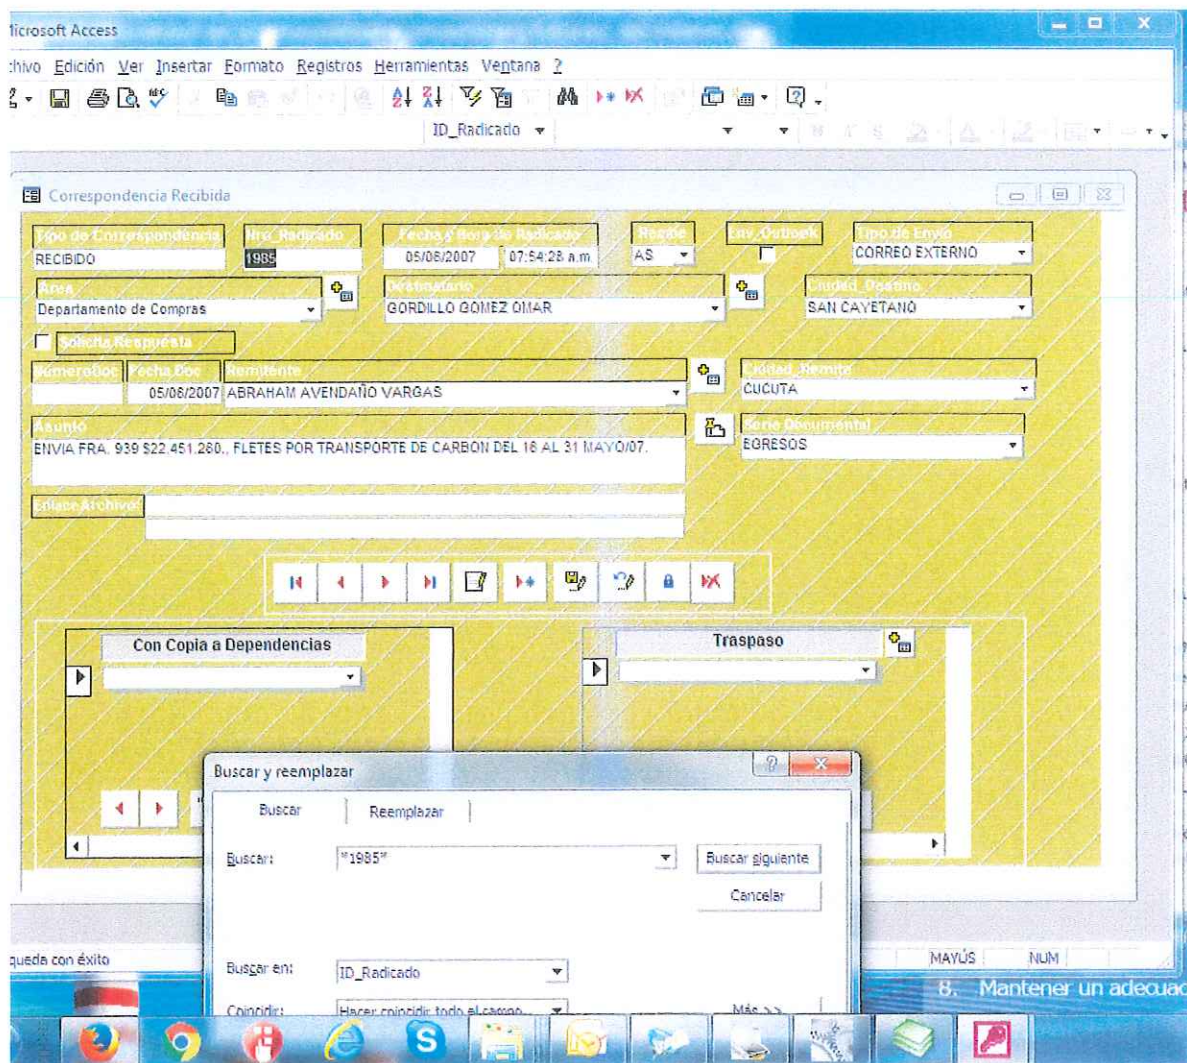 Microsoft Access
chivo Edición Ver Insertar Formato Registros Herramientas Ventana ?
ID_Radicado
Correspondencia Recibida
Tipo de Correspondencia Nro_Radicado Fecha y Hora de Radicado Recibe Env. Outlook Tipo de Envío
RECIBIDO 1985 05/06/2007 07:54:28 a.m. AS CORREO EXTERNO
Area Destinatario Ciudad_Destino
Departamento de Compras GORDILLO GOMEZ OMAR SAN CAYETANO
Solicita Respuesta
NúmeroDoc Fecha Doc Remitente Ciudad_Remite
05/06/2007 ABRAHAM AVENDAÑO VARGAS CUCUTA
Asunto Serie Documental
ENVIA FRA. 939 $22.451.260., FLETES POR TRANSPORTE DE CARBON DEL 16 AL 31 MAYO/07. EGRESOS
Enlace Archivo:
Con Copia a Dependencias Traspaso
Buscar y reemplazar
Buscar Reemplazar
Buscar: *1985* Buscar siguiente
Cancelar
queda con éxito MAYÚS NUM
Buscar en: ID_Radicado
8. Mantener un adecuad
Coincidir: Hacer coincidir todo el campo Más >>